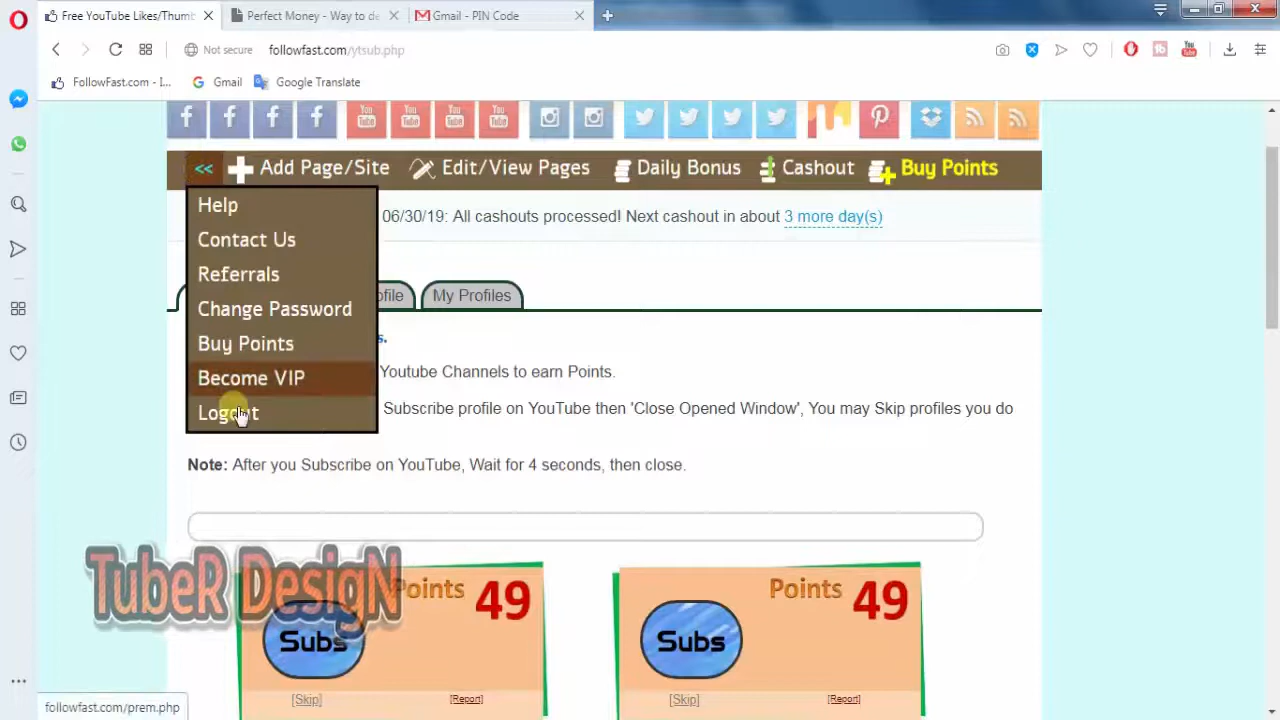 Free YouTube Likes/Thumb
Perfect Money - Way to de
Gmail - PIN Code
Not secure followfast.com/ytsub.php
FollowFast.com - I...
Gmail
Google Translate
<< Add Page/Site Edit/View Pages Daily Bonus Cashout Buy Points
Help
Contact Us
Referrals
Change Password
Buy Points
Become VIP
Logout
06/30/19: All cashouts processed! Next cashout in about 3 more day(s)
ofile
My Profiles
s.
Youtube Channels to earn Points.
Subscribe profile on YouTube then 'Close Opened Window', You may Skip profiles you do
Note: After you Subscribe on YouTube, Wait for 4 seconds, then close.
TubeR DesigN
Points 49
Subs
[Skip] [Report]
Points 49
Subs
[Skip] [Report]
followfast.com/prem.php